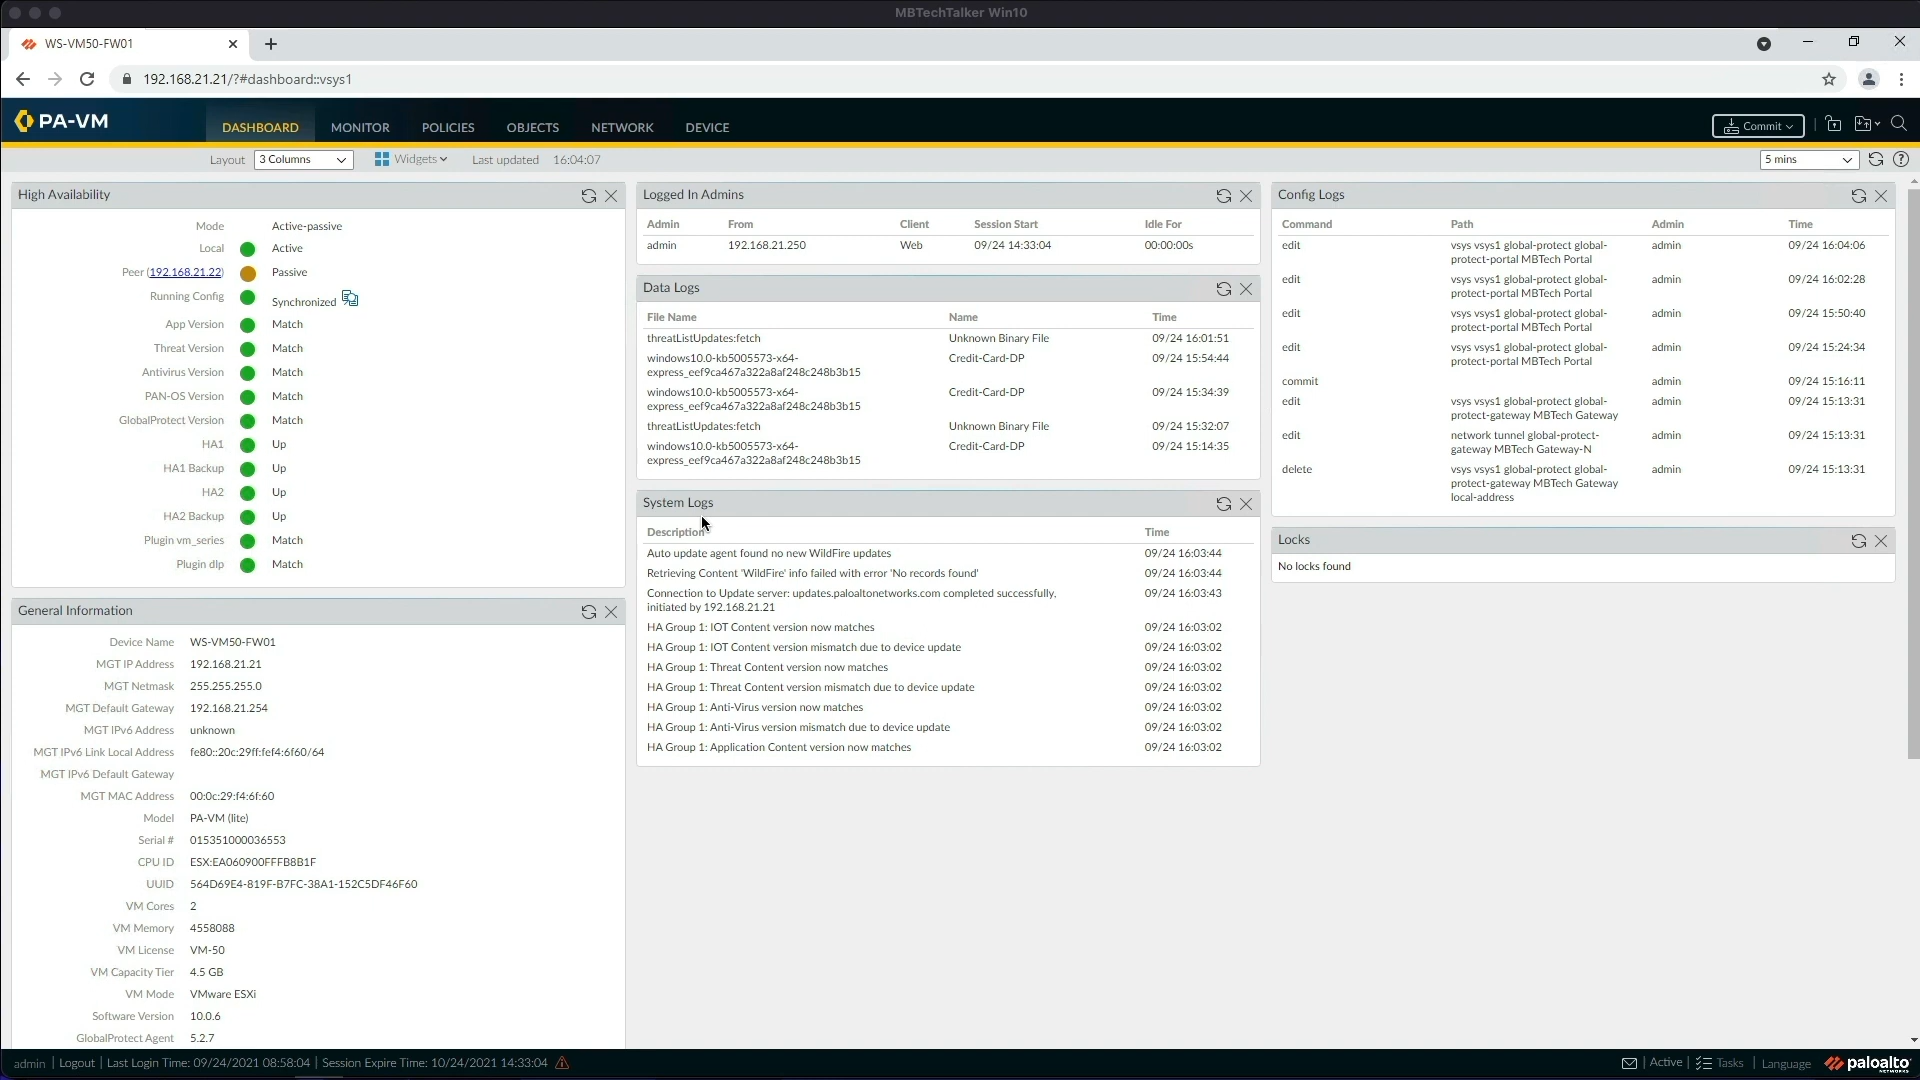 MBTechTalker Win10
WS-VM50-FW01
192.168.21.21/?#dashboard::vsys1
PA-VM
DASHBOARD MONITOR POLICIES OBJECTS NETWORK DEVICE
Commit
Layout 3 Columns Widgets Last updated 16:04:07
5 mins
High Availability
Mode Active-passive
Local Active
Peer (192.168.21.22) Passive
Running Config Synchronized
App Version Match
Threat Version Match
Antivirus Version Match
PAN-OS Version Match
GlobalProtect Version Match
HA1 Up
HA1 Backup Up
HA2 Up
HA2 Backup Up
Plugin vm_series Match
Plugin dlp Match
General Information
Device Name WS-VM50-FW01
MGT IP Address 192.168.21.21
MGT Netmask 255.255.255.0
MGT Default Gateway 192.168.21.254
MGT IPv6 Address unknown
MGT IPv6 Link Local Address fe80::20c:29ff:fef4:6f60/64
MGT IPv6 Default Gateway
MGT MAC Address 00:0c:29:f4:6f:60
Model PA-VM (lite)
Serial # 015351000036553
CPU ID ESX:EA060900FFFB8B1F
UUID 564D69E4-819F-B7FC-38A1-152C5DF46F60
VM Cores 2
VM Memory 4558088
VM License VM-50
VM Capacity Tier 4.5 GB
VM Mode VMware ESXi
Software Version 10.0.6
GlobalProtect Agent 5.2.7
Logged In Admins
Admin From Client Session Start Idle For
admin 192.168.21.250 Web 09/24 14:33:04 00:00:00s
Data Logs
File Name Name Time
threatListUpdates:fetch Unknown Binary File 09/24 16:01:51
windows10.0-kb5005573-x64- Credit-Card-DP 09/24 15:54:44
express_eef9ca467a322a8af248c248b3b15
windows10.0-kb5005573-x64- Credit-Card-DP 09/24 15:34:39
express_eef9ca467a322a8af248c248b3b15
threatListUpdates:fetch Unknown Binary File 09/24 15:32:07
windows10.0-kb5005573-x64- Credit-Card-DP 09/24 15:14:35
express_eef9ca467a322a8af248c248b3b15
System Logs
Description Time
Auto update agent found no new WildFire updates 09/24 16:03:44
Retrieving Content 'WildFire' info failed with error 'No records found' 09/24 16:03:44
Connection to Update server: updates.paloaltonetworks.com completed successfully, 09/24 16:03:43
initiated by 192.168.21.21
HA Group 1: IOT Content version now matches 09/24 16:03:02
HA Group 1: IOT Content version mismatch due to device update 09/24 16:03:02
HA Group 1: Threat Content version now matches 09/24 16:03:02
HA Group 1: Threat Content version mismatch due to device update 09/24 16:03:02
HA Group 1: Anti-Virus version now matches 09/24 16:03:02
HA Group 1: Anti-Virus version mismatch due to device update 09/24 16:03:02
HA Group 1: Application Content version now matches 09/24 16:03:02
Config Logs
Command Path Admin Time
edit vsys vsys1 global-protect global- admin 09/24 16:04:06
protect-portal MBTech Portal
edit vsys vsys1 global-protect global- admin 09/24 16:02:28
protect-portal MBTech Portal
edit vsys vsys1 global-protect global- admin 09/24 15:50:40
protect-portal MBTech Portal
edit vsys vsys1 global-protect global- admin 09/24 15:24:34
protect-portal MBTech Portal
commit admin 09/24 15:16:11
edit vsys vsys1 global-protect global- admin 09/24 15:13:31
protect-gateway MBTech Gateway
edit network tunnel global-protect- admin 09/24 15:13:31
gateway MBTech Gateway-N
delete vsys vsys1 global-protect global- admin 09/24 15:13:31
protect-gateway MBTech Gateway
local-address
Locks
No locks found
admin | Logout | Last Login Time: 09/24/2021 08:58:04 | Session Expire Time: 10/24/2021 14:33:04
| Active | Tasks | Language paloalto NETWORKS